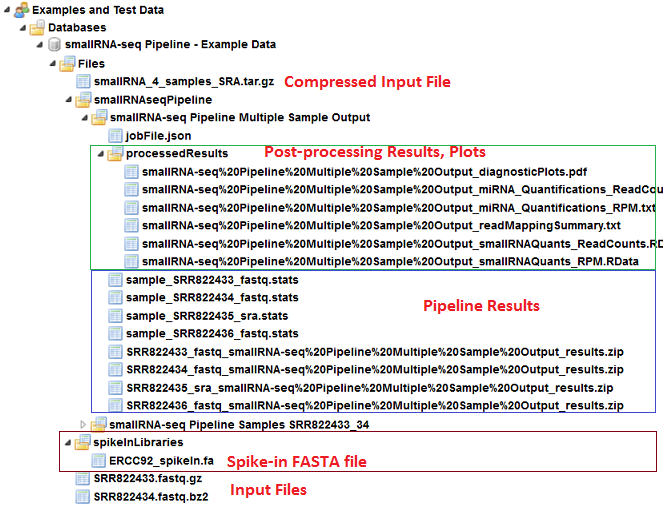 Examples and Test Data
Databases
smallRNA-seq Pipeline - Example Data
Files
smallRNA_4_samples_SRA.tar.gz Compressed Input File
smallRNAseqPipeline
smallRNA-seq Pipeline Multiple Sample Output
jobFile.json
processedResults Post-processing Results, Plots
smallRNA-seq%20Pipeline%20Multiple%20Sample%20Output_diagnosticPlots.pdf
smallRNA-seq%20Pipeline%20Multiple%20Sample%20Output_miRNA_Quantifications_ReadCou
smallRNA-seq%20Pipeline%20Multiple%20Sample%20Output_miRNA_Quantifications_RPM.txt
smallRNA-seq%20Pipeline%20Multiple%20Sample%20Output_readMappingSummary.txt
smallRNA-seq%20Pipeline%20Multiple%20Sample%20Output_smallRNAQuants_ReadCounts.RD
smallRNA-seq%20Pipeline%20Multiple%20Sample%20Output_smallRNAQuants_RPM.RData
sample_SRR822433_fastq.stats
sample_SRR822434_fastq.stats
Pipeline Results
sample_SRR822435_sra.stats
sample_SRR822436_fastq.stats
SRR822433_fastq_smallRNA-seq%20Pipeline%20Multiple%20Sample%20Output_results.zip
SRR822434_fastq_smallRNA-seq%20Pipeline%20Multiple%20Sample%20Output_results.zip
SRR822435_sra_smallRNA-seq%20Pipeline%20Multiple%20Sample%20Output_results.zip
SRR822436_fastq_smallRNA-seq%20Pipeline%20Multiple%20Sample%20Output_results.zip
smallRNA-seq Pipeline Samples SRR822433_34
spikeInLibraries
ERCC92_spikeIn.fa Spike-in FASTA file
SRR822433.fastq.gz
Input Files
SRR822434.fastq.bz2